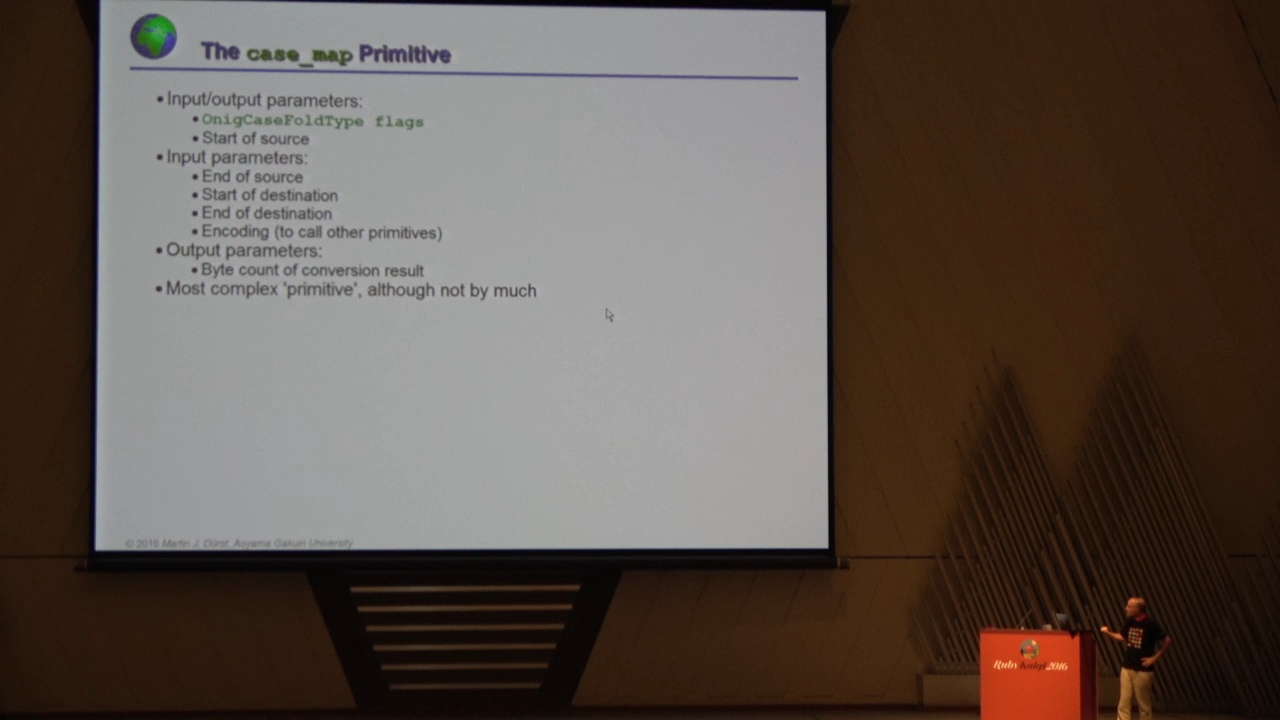 The case_map Primitive
• Input/output parameters:
• OnigCaseFoldType flags
• Start of source
• Input parameters:
• End of source
• Start of destination
• End of destination
• Encoding (to call other primitives)
• Output parameters:
• Byte count of conversion result
• Most complex 'primitive', although not by much
© 2016 Martin J. Dürst, Aoyama Gakuin University
Ruby Kaigi 2016